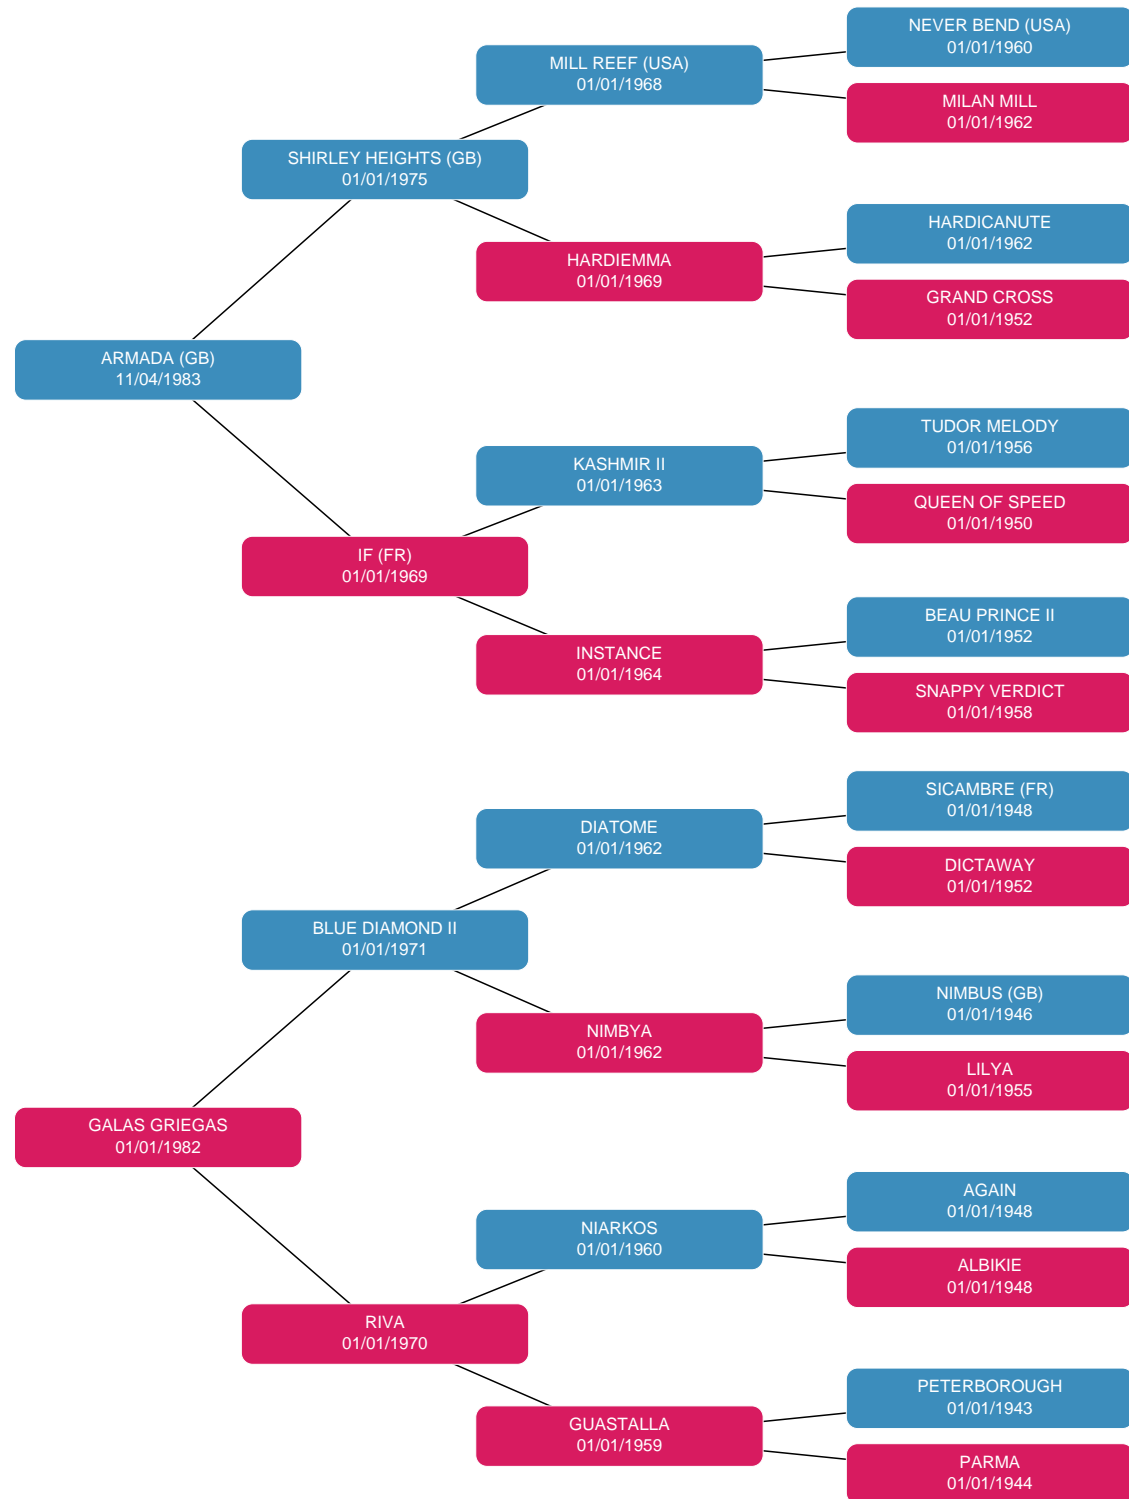 NEVER BEND (USA)
01/01/1960
MILL REEF (USA)
01/01/1968
MILAN MILL
01/01/1962
SHIRLEY HEIGHTS (GB)
01/01/1975
HARDICANUTE
01/01/1962
HARDIEMMA
01/01/1969
GRAND CROSS
01/01/1952
ARMADA (GB)
11/04/1983
TUDOR MELODY
01/01/1956
KASHMIR II
01/01/1963
QUEEN OF SPEED
01/01/1950
IF (FR)
01/01/1969
BEAU PRINCE II
01/01/1952
INSTANCE
01/01/1964
SNAPPY VERDICT
01/01/1958
SICAMBRE (FR)
01/01/1948
DIATOME
01/01/1962
DICTAWAY
01/01/1952
BLUE DIAMOND II
01/01/1971
NIMBUS (GB)
01/01/1946
NIMBYA
01/01/1962
LILYA
01/01/1955
GALAS GRIEGAS
01/01/1982
AGAIN
01/01/1948
NIARKOS
01/01/1960
ALBIKIE
01/01/1948
RIVA
01/01/1970
PETERBOROUGH
01/01/1943
GUASTALLA
01/01/1959
PARMA
01/01/1944